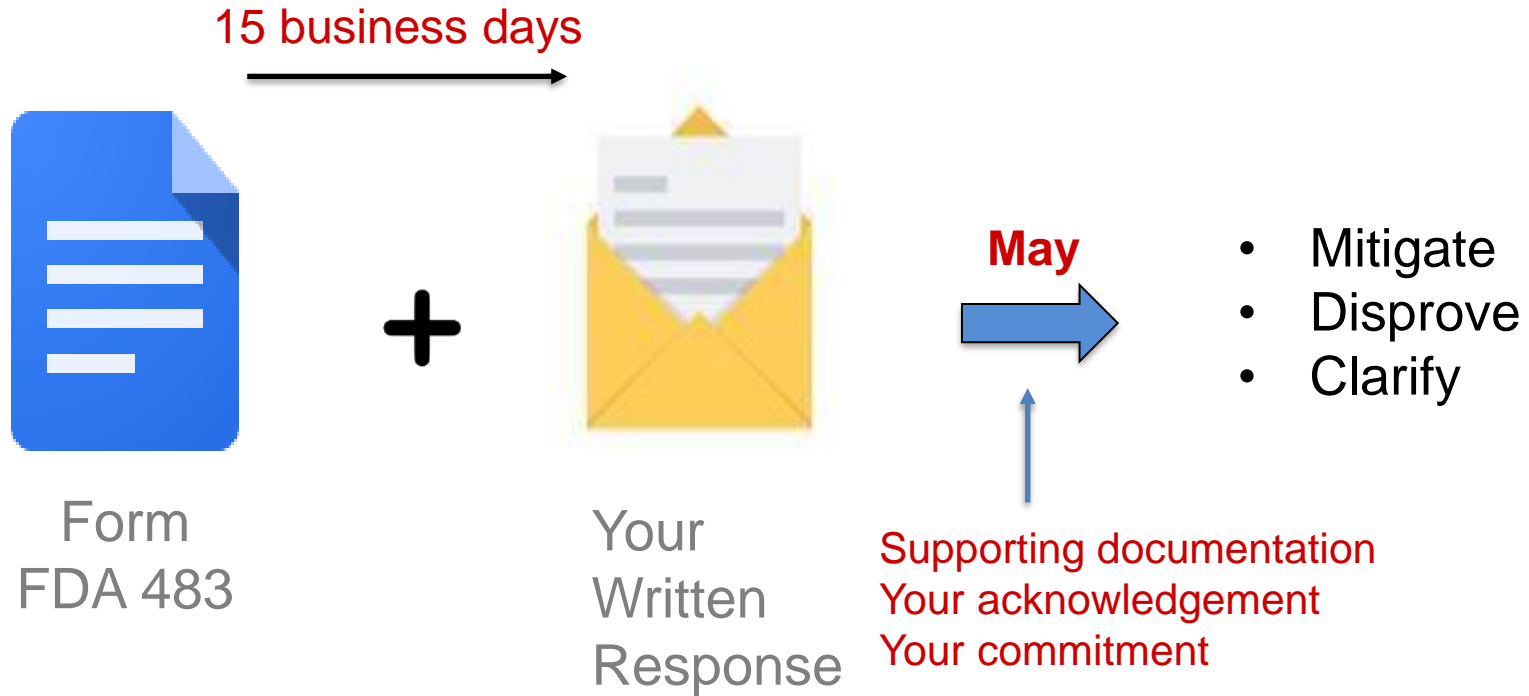 15 business days
Form
FDA 483
Your
Written
Response
May
Supporting documentation
Your acknowledgement
Your commitment
• Mitigate
• Disprove
• Clarify